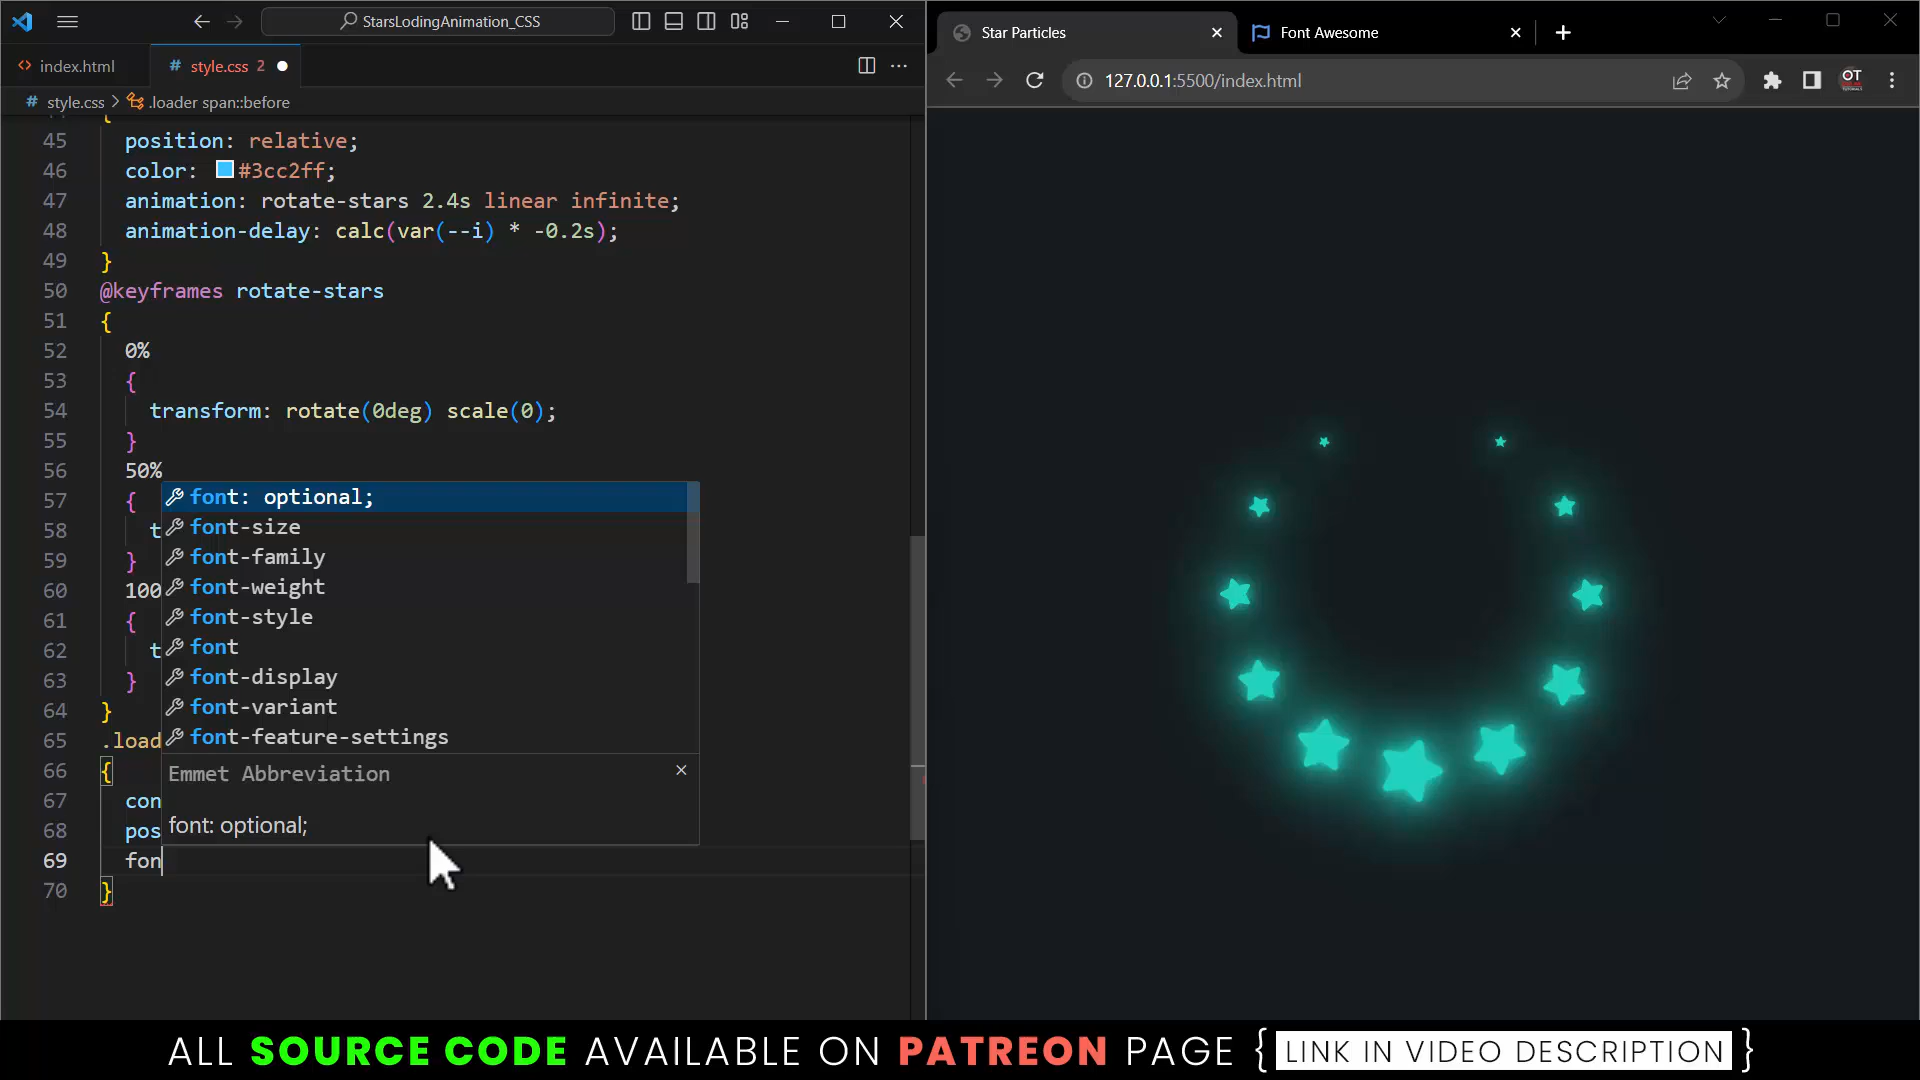 StarsLodingAnimation_CSS
index.html
# style.css 2
# style.css > .loader span::before
{
45 position: relative;
46 color: #3cc2ff;
47 animation: rotate-stars 2.4s linear infinite;
48 animation-delay: calc(var(--i) * -0.2s);
49 }
50 @keyframes rotate-stars
51 {
52 0%
53 {
54 transform: rotate(0deg) scale(0);
55 }
56 50%
57 {
58 t
59 }
60 100
61 {
62 t
63 }
64 }
65 .load
66 {
67 con
68 pos
69 fon
70 }
font: optional;
font-size
font-family
font-weight
font-style
font
font-display
font-variant
font-feature-settings
Emmet Abbreviation
font: optional;
Star Particles
Font Awesome
127.0.0.1:5500/index.html
OT
ALL SOURCE CODE AVAILABLE ON PATREON PAGE { LINK IN VIDEO DESCRIPTION }